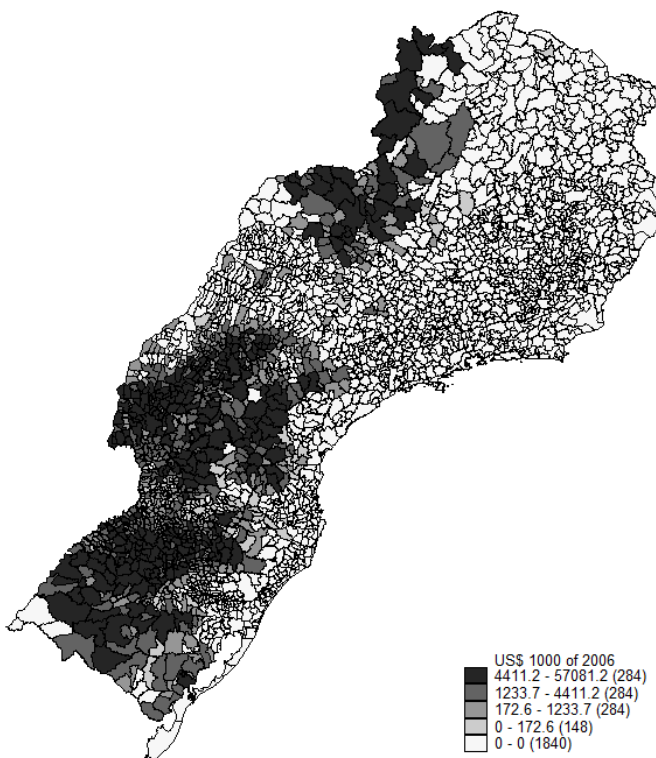 US$ 1000 of 2006
4411.2 - 57081.2 (284)
1233.7 - 4411.2 (284)
172.6 - 1233.7 (284)
0 - 172.6 (148)
0 - 0 (1840)